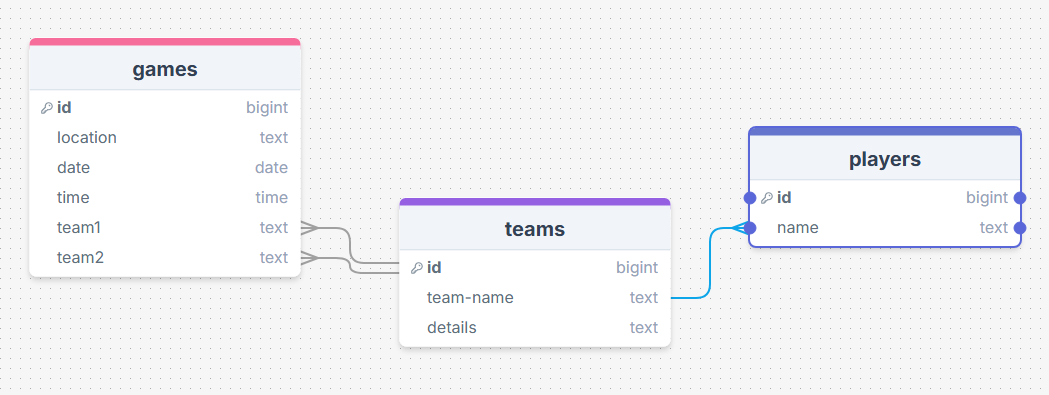 games
id bigint
location text
date date
time time
team1 text
team2 text
teams
id bigint
team-name text
details text
players
id bigint
name text